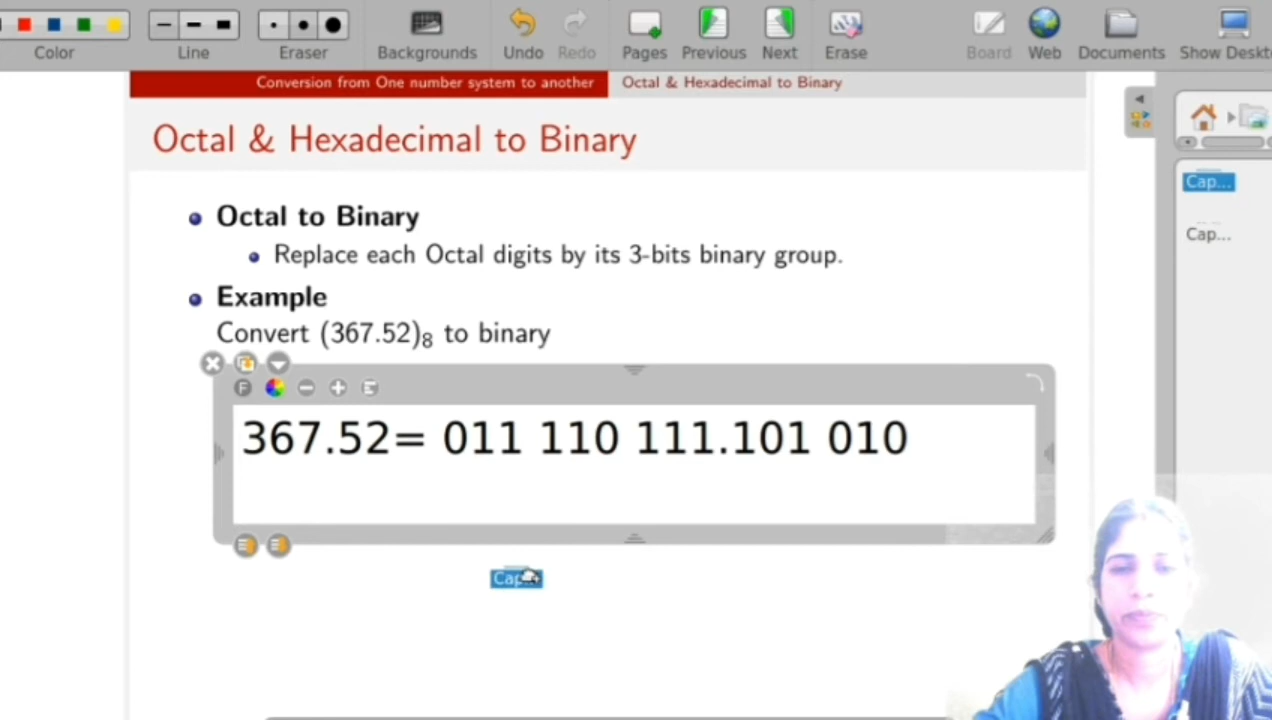 Color
Line
Eraser
Backgrounds
Undo
Redo
Pages
Previous
Next
Erase
Board
Web
Documents
Show Deskt
Conversion from One number system to another
Octal & Hexadecimal to Binary
Octal & Hexadecimal to Binary
Cap...
Cap...
Octal to Binary
Replace each Octal digits by its 3-bits binary group.
Example
Convert (367.52)₈ to binary
F
367.52= 011 110 111.101 010